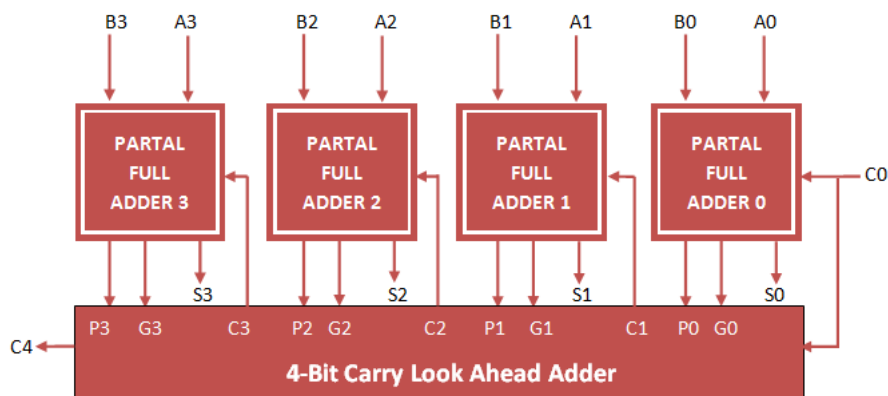 B3 A3 B2 A2 B1 A1 B0 A0
PARTAL PARTAL PARTAL PARTAL
FULL FULL FULL FULL C0
ADDER 3 ADDER 2 ADDER 1 ADDER 0
S3 S2 S1 S0
P3 G3 C3 P2 G2 C2 P1 G1 C1 P0 G0
C4
4-Bit Carry Look Ahead Adder